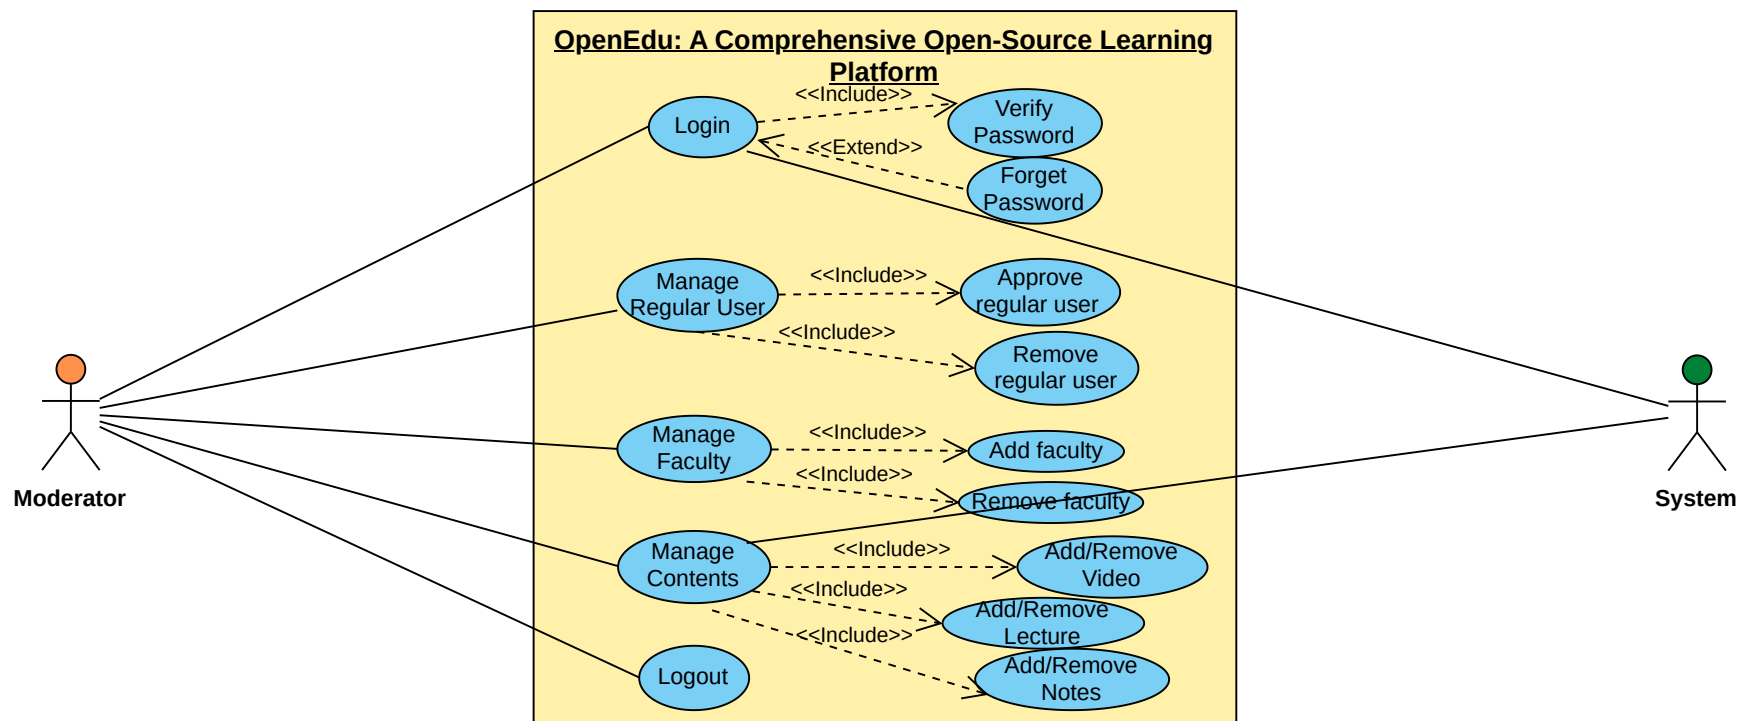 OpenEdu: A Comprehensive Open-Source Learning
Platform
<<Include>>
Login
Verify
Password
<<Extend>>
Forget
Password
Manage
Regular User
<<Include>>
Approve
regular user
<<Include>>
Remove
regular user
Manage
Faculty
<<Include>>
Add faculty
<<Include>>
Remove faculty
Moderator
System
Manage
Contents
<<Include>>
Add/Remove
Video
<<Include>>
Add/Remove
Lecture
<<Include>>
Add/Remove
Notes
Logout